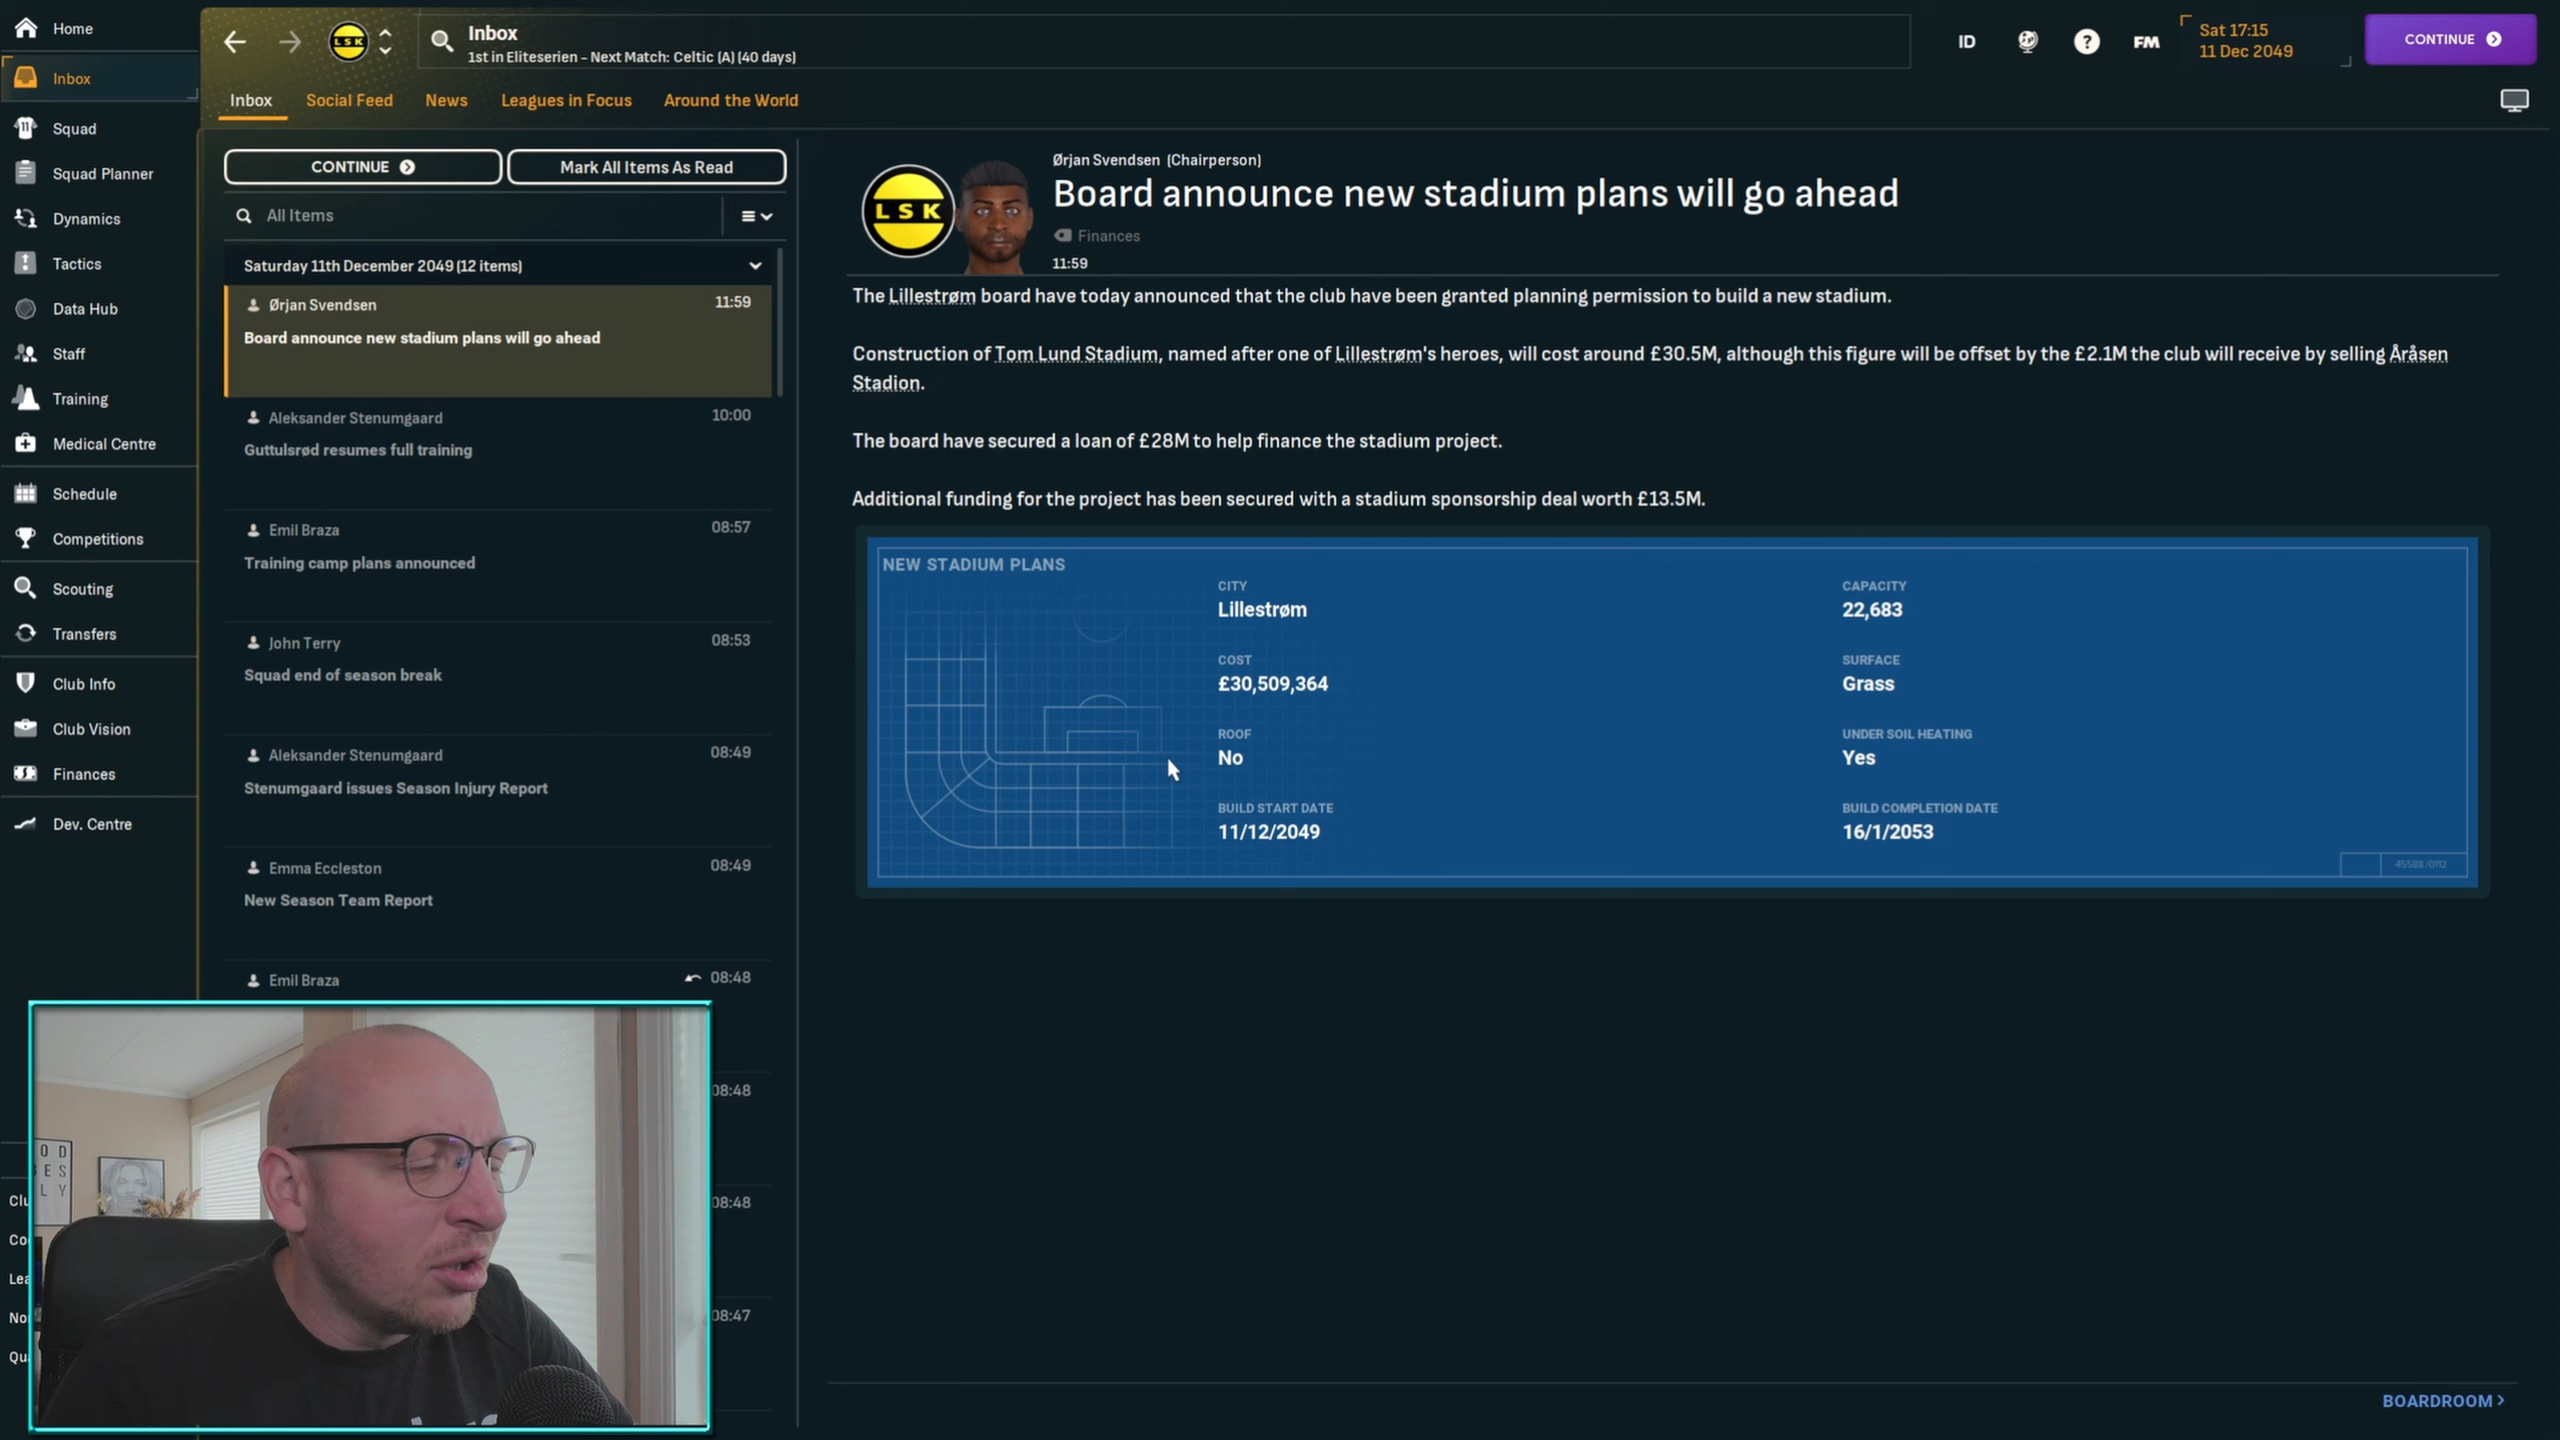 Home
Inbox
Squad
Squad Planner
Dynamics
Tactics
Data Hub
Staff
Training
Medical Centre
Schedule
Competitions
Scouting
Transfers
Club Info
Club Vision
Finances
Dev. Centre
LSK
Inbox
1st in Eliteserien - Next Match: Celtic (A) (40 days)
ID
?
FM
Sat 17:15
11 Dec 2049
CONTINUE
Inbox
Social Feed
News
Leagues in Focus
Around the World
CONTINUE
Mark All Items As Read
All Items
Saturday 11th December 2049 (12 items)
Ørjan Svendsen 11:59
Board announce new stadium plans will go ahead
Aleksander Stenumgaard 10:00
Guttulsrød resumes full training
Emil Braza 08:57
Training camp plans announced
John Terry 08:53
Squad end of season break
Aleksander Stenumgaard 08:49
Stenumgaard issues Season Injury Report
Emma Eccleston 08:49
New Season Team Report
Emil Braza 08:48
08:48
08:48
08:47
LSK
Ørjan Svendsen (Chairperson)
Board announce new stadium plans will go ahead
Finances
11:59
The Lillestrøm board have today announced that the club have been granted planning permission to build a new stadium.
Construction of Tom Lund Stadium, named after one of Lillestrøm's heroes, will cost around £30.5M, although this figure will be offset by the £2.1M the club will receive by selling Åråsen
Stadion.
The board have secured a loan of £28M to help finance the stadium project.
Additional funding for the project has been secured with a stadium sponsorship deal worth £13.5M.
NEW STADIUM PLANS
CITY
Lillestrøm
CAPACITY
22,683
COST
£30,509,364
SURFACE
Grass
ROOF
No
UNDER SOIL HEATING
Yes
BUILD START DATE
11/12/2049
BUILD COMPLETION DATE
16/1/2053
45588 /0112
BOARDROOM >